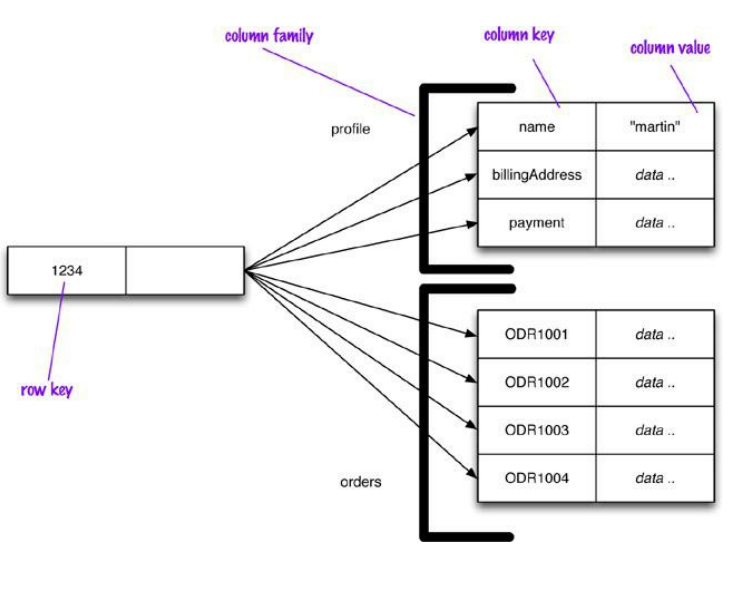 column family
column key
column value
profile
name
"martin"
billingAddress
data ..
payment
data ..
1234
row key
ODR1001
data ..
ODR1002
data ..
ODR1003
data ..
ODR1004
data ..
orders